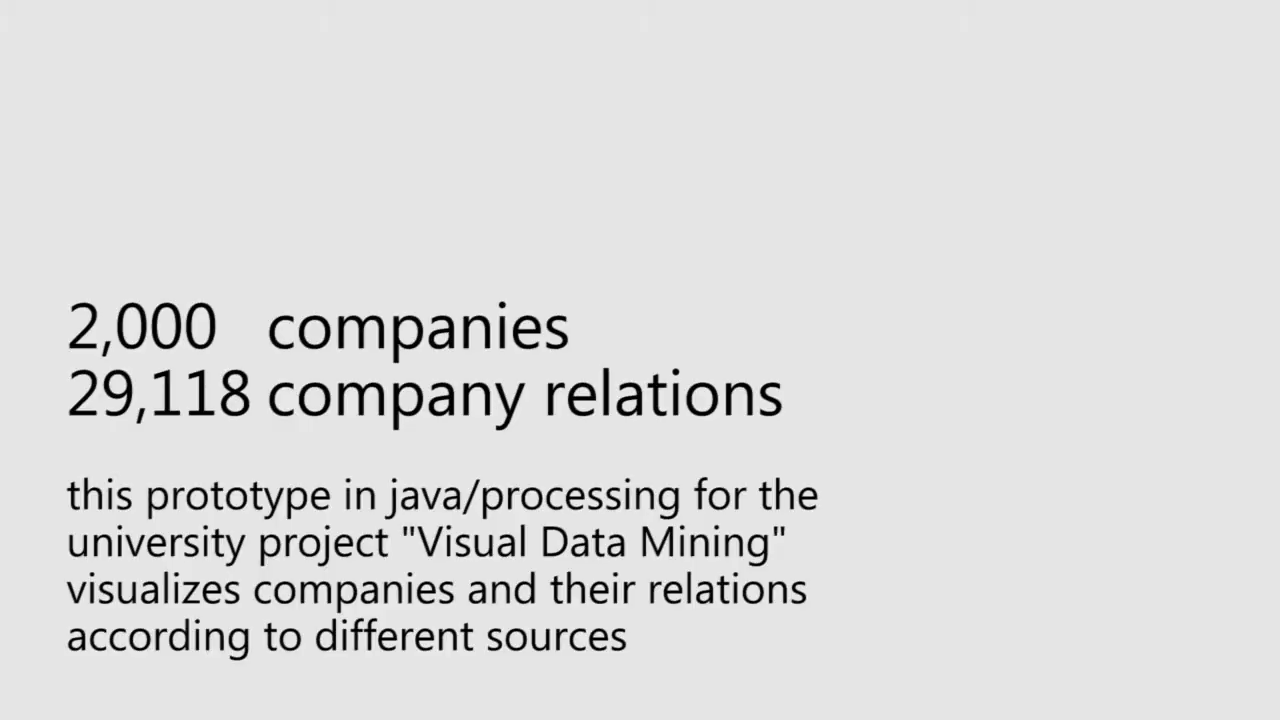 2,000 companies
29,118 company relations
this prototype in java/processing for the
university project "Visual Data Mining"
visualizes companies and their relations
according to different sources